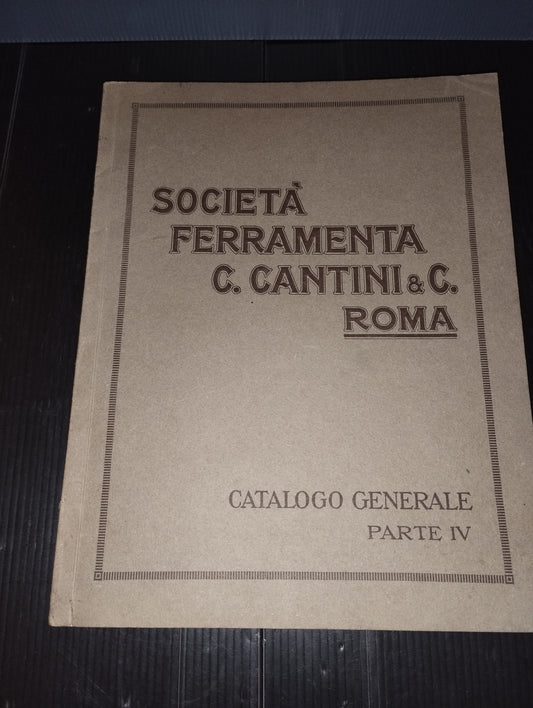 SOCIETÀ
FERRAMENTA
C. CANTINI & C.
ROMA
CATALOGO GENERALE
PARTE IV